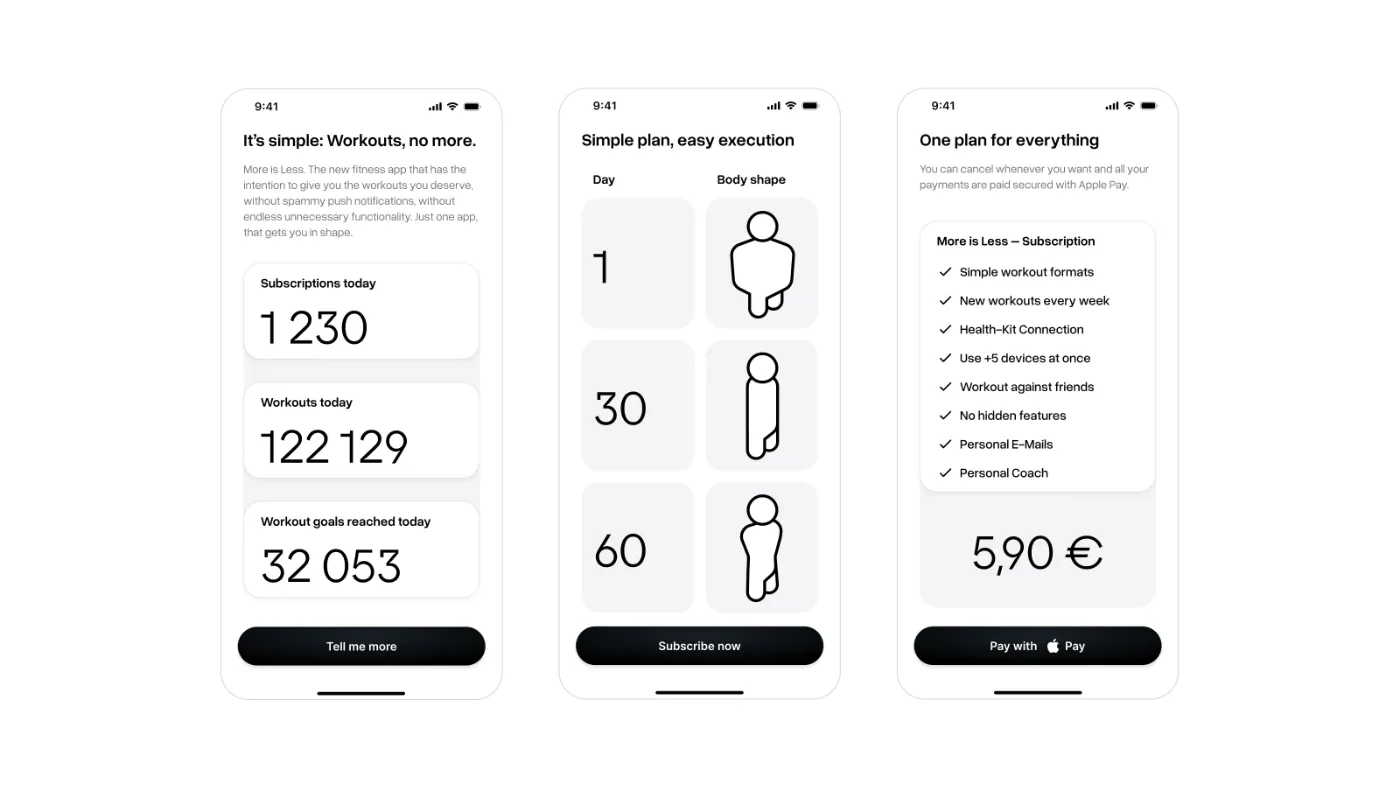 9:41
It's simple: Workouts, no more.
More is Less. The new fitness app that has the
intention to give you the workouts you deserve,
without spammy push notifications, without
endless unnecessary functionality. Just one app,
that gets you in shape.
Subscriptions today
1 230
Workouts today
122 129
Workout goals reached today
32 053
Tell me more
9:41
Simple plan, easy execution
Day Body shape
1
30
60
Subscribe now
9:41
One plan for everything
You can cancel whenever you want and all your
payments are paid secured with Apple Pay.
More is Less – Subscription
Simple workout formats
New workouts every week
Health-Kit Connection
Use +5 devices at once
Workout against friends
No hidden features
Personal E-Mails
Personal Coach
5,90 €
Pay with Pay